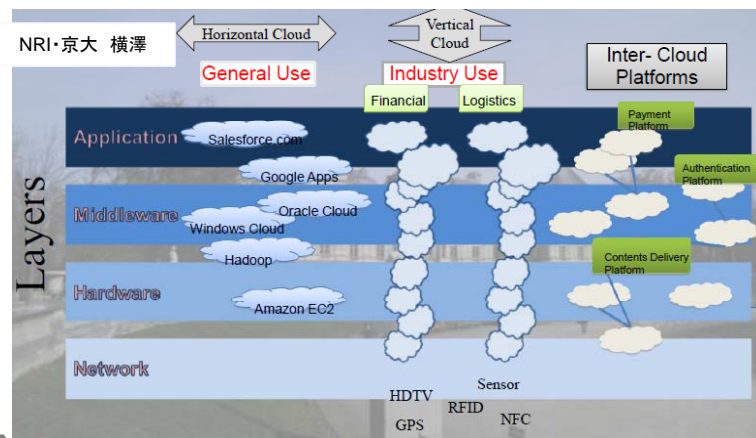 NRI・京大 横澤
Horizontal Cloud
Vertical
Cloud
General Use
Industry Use
Inter- Cloud
Platforms
Financial
Logistics
Layers
Application
Salesforce.com
Payment
Platform
Google Apps
Authentication
Platform
Middleware
Oracle Cloud
Windows Cloud
Hadoop
Contents Delivery
Platform
Hardware
Amazon EC2
Network
HDTV
Sensor
RFID
GPS
NFC